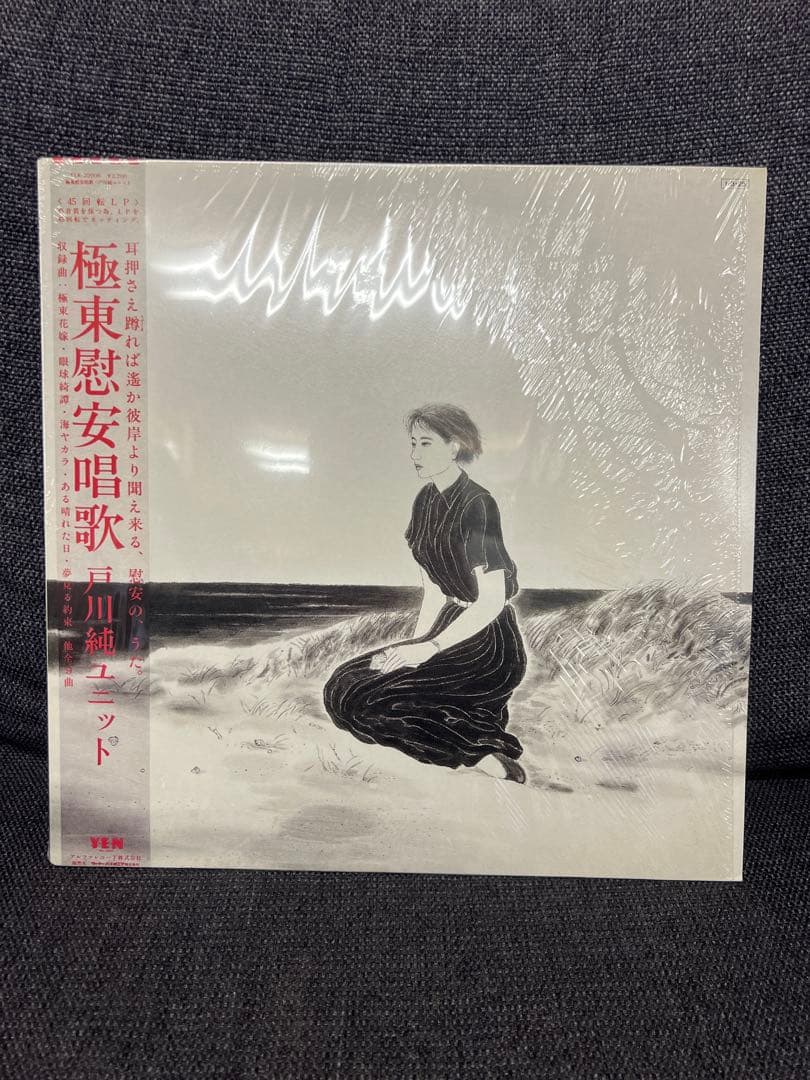 〈45回転LP〉
耳押さえ蹲れば遙か彼岸より聞え来る、慰安の、うた。
極東慰安唱歌 戸川純ユニット
収録曲:極東花嫁・眼球綺譚・海ヤカラ・ある晴れた日・夢見る約束 他全9曲
YEN
アルファレコード株式会社